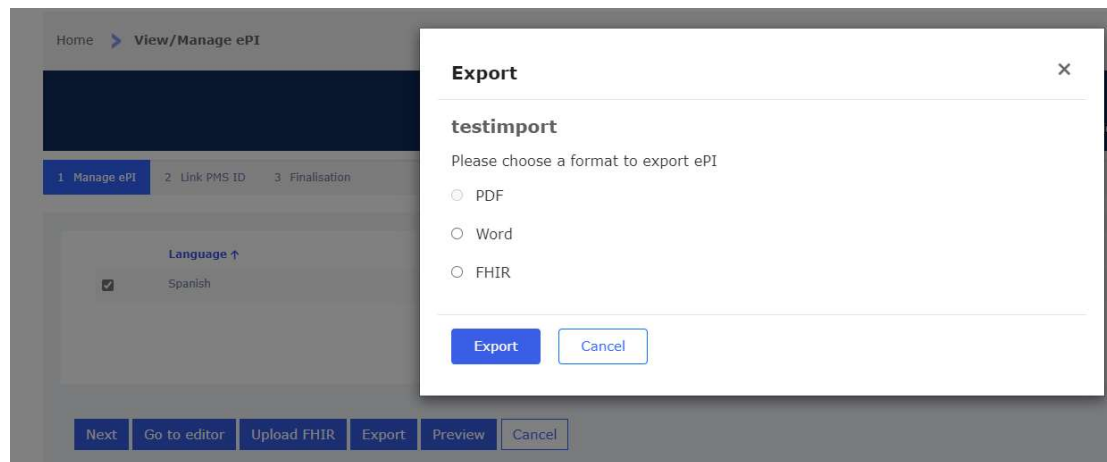 Home > View/Manage ePI
Export ×
testimport
Please choose a format to export ePI
PDF
Word
FHIR
Export Cancel
1 Manage ePI 2 Link PMS ID 3 Finalisation
Language ↑
Spanish
Next Go to editor Upload FHIR Export Preview Cancel